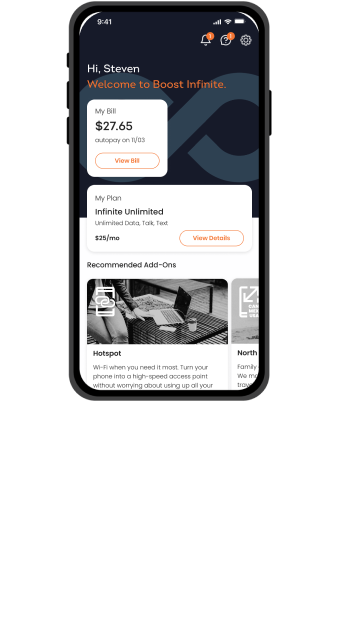 9:41
1
1
Hi, Steven
Welcome to Boost Infinite.
My Bill
$27.65
autopay on 11/03
View Bill
My Plan
Infinite Unlimited
Unlimited Data, Talk, Text
$25/mo
View Details
Recommended Add-Ons
Hotspot
Wi-Fi when you need it most. Turn your
phone into a high-speed access point
without worrying about using up all your
North
Family
We